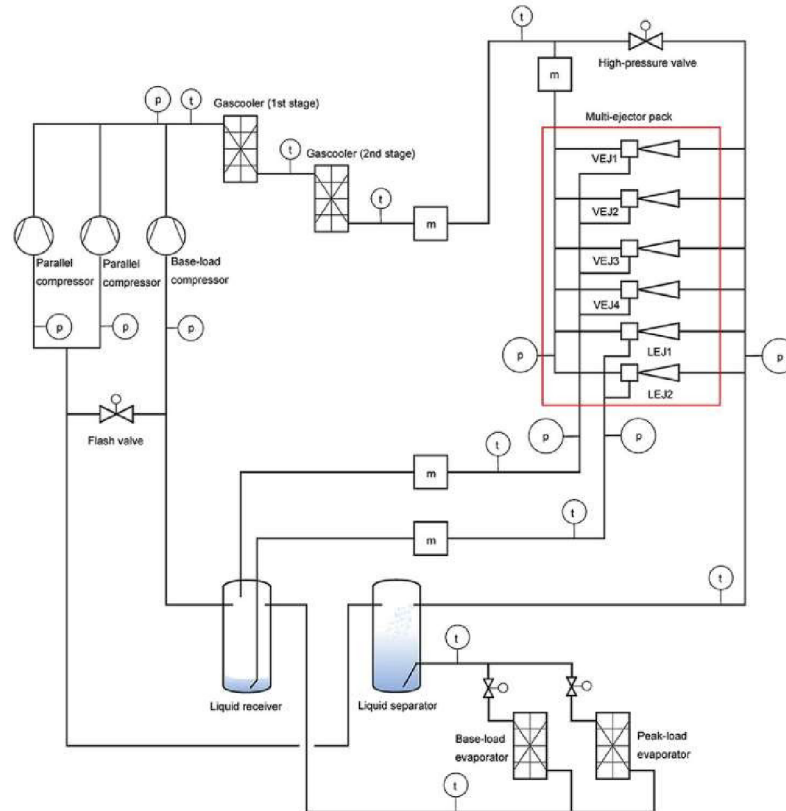 t
High-pressure valve
m
p
t
Gascooler (1st stage)
Multi-ejector pack
t
Gascooler (2nd stage)
VEJ1
t
m
VEJ2
Parallel
compressor
Parallel
compressor
Base-load
compressor
VEJ3
VEJ4
p
p
p
LEJ1
p
p
LEJ2
Flash valve
p
p
t
m
t
m
t
t
Liquid receiver
Liquid separator
Base-load
evaporator
Peak-load
evaporator
t